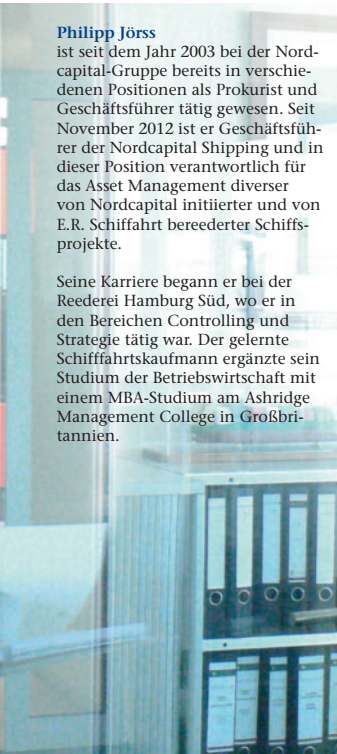 Philipp Jörss
ist seit dem Jahr 2003 bei der Nord-
capital-Gruppe bereits in verschie-
denen Positionen als Prokurist und
Geschäftsführer tätig gewesen. Seit
November 2012 ist er Geschäftsfüh-
rer der Nordcapital Shipping und in
dieser Position verantwortlich für
das Asset Management diverser
von Nordcapital initiierter und von
E.R. Schiffahrt bereederter Schiffs-
projekte.

Seine Karriere begann er bei der
Reederei Hamburg Süd, wo er in
den Bereichen Controlling und
Strategie tätig war. Der gelernte
Schifffahrtskaufmann ergänzte sein
Studium der Betriebswirtschaft mit
einem MBA-Studium am Ashridge
Management College in Großbri-
tannien.